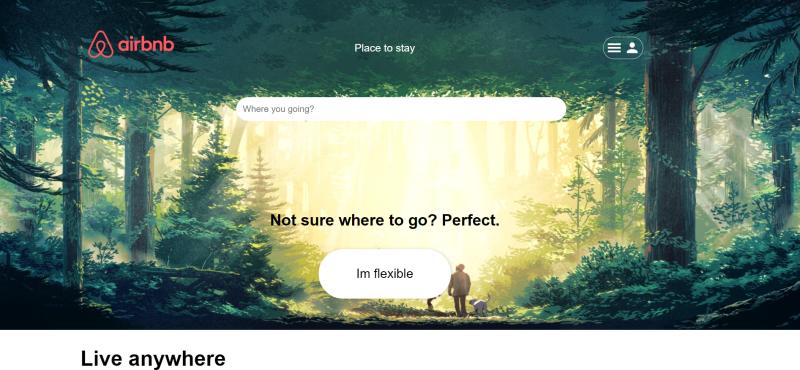 airbnb
Place to stay
Where you going?
Not sure where to go? Perfect.
Im flexible
Live anywhere